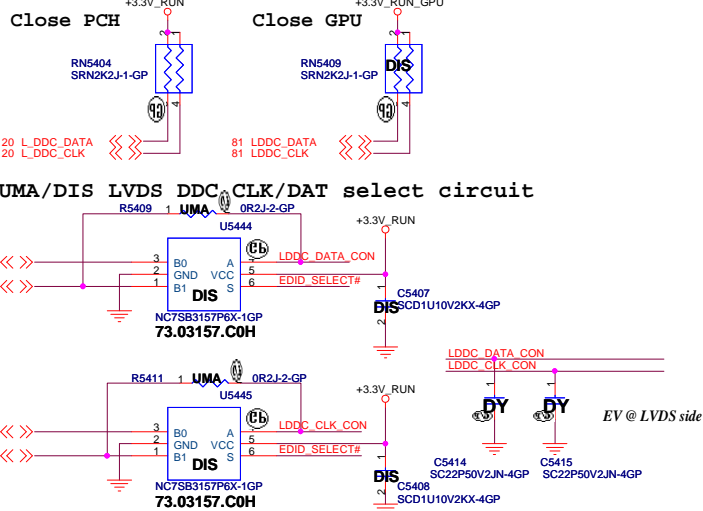 +3.3V_RUN
+3.3V_RUN_GPU
Close PCH
Close GPU
2 1
2 1
RN5404
SRN2K2J-1-GP
RN5409
SRN2K2J-1-GP
DIS
3 4
3 4
20 L_DDC_DATA
20 L_DDC_CLK
81 LDDC_DATA
81 LDDC_CLK
UMA/DIS LVDS DDC CLK/DAT select circuit
R5409 1 UMA 2 0R2J-2-GP
U5444
+3.3V_RUN
3 B0 A 4 LDDC_DATA_CON
2 GND VCC 5
1 B1 S 6 EDID_SELECT#
DIS
NC7SB3157P6X-1GP
73.03157.C0H
1
C5407
DIS
SCD1U10V2KX-4GP
2
LDDC_DATA_CON
LDDC_CLK_CON
R5411 1 UMA 2 0R2J-2-GP
U5445
+3.3V_RUN
3 B0 A 4 LDDC_CLK_CON
2 GND VCC 5
1 B1 S 6 EDID_SELECT#
DIS
NC7SB3157P6X-1GP
73.03157.C0H
1
DIS
C5408
SCD1U10V2KX-4GP
2
1
1
DY
DY
EV @ LVDS side
C5414
SC22P50V2JN-4GP
C5415
SC22P50V2JN-4GP